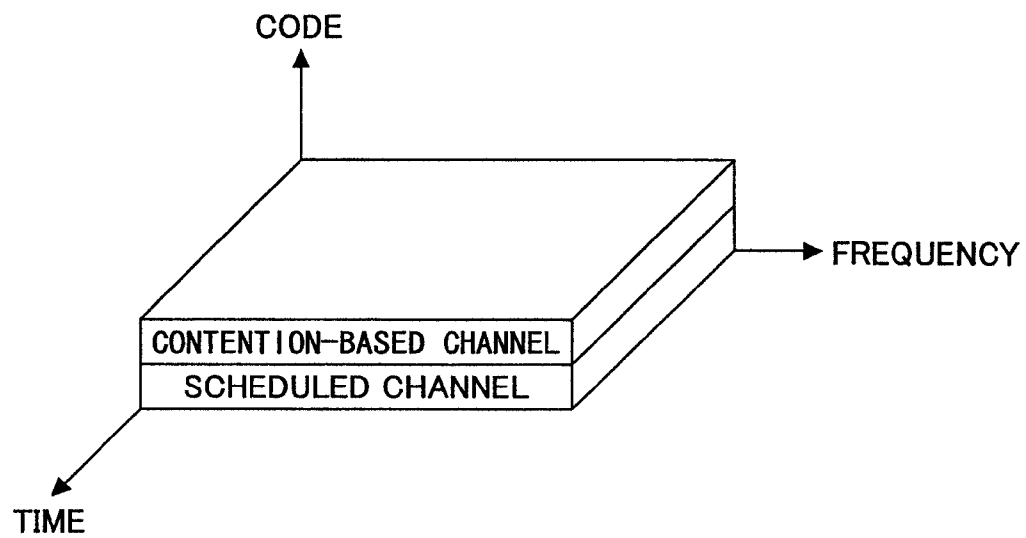 CODE
FREQUENCY
CONTENTION-BASED CHANNEL
SCHEDULED CHANNEL
TIME